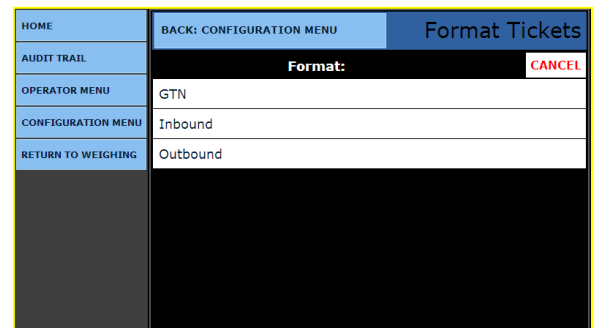 HOME
AUDIT TRAIL
OPERATOR MENU
CONFIGURATION MENU
RETURN TO WEIGHING
BACK: CONFIGURATION MENU
Format Tickets
Format:
CANCEL
GTN
Inbound
Outbound